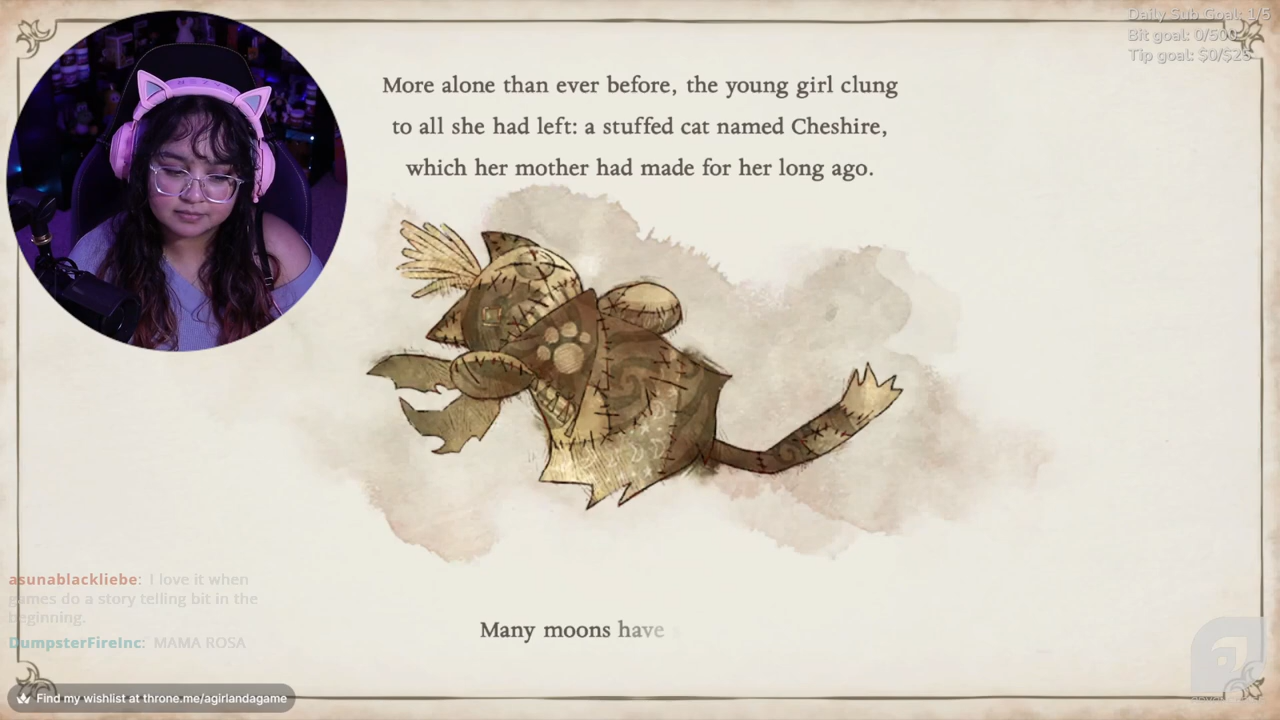 Daily Sub Goal: 1/5
Bit goal: 0/500
Tip goal: $0/$25
More alone than ever before, the young girl clung
to all she had left: a stuffed cat named Cheshire,
which her mother had made for her long ago.
Many moons have
asunablackliebe: I love it when
games do a story telling bit in the
beginning.
DumpsterFireInc: MAMA ROSA
Find my wishlist at throne.me/agirlandagame